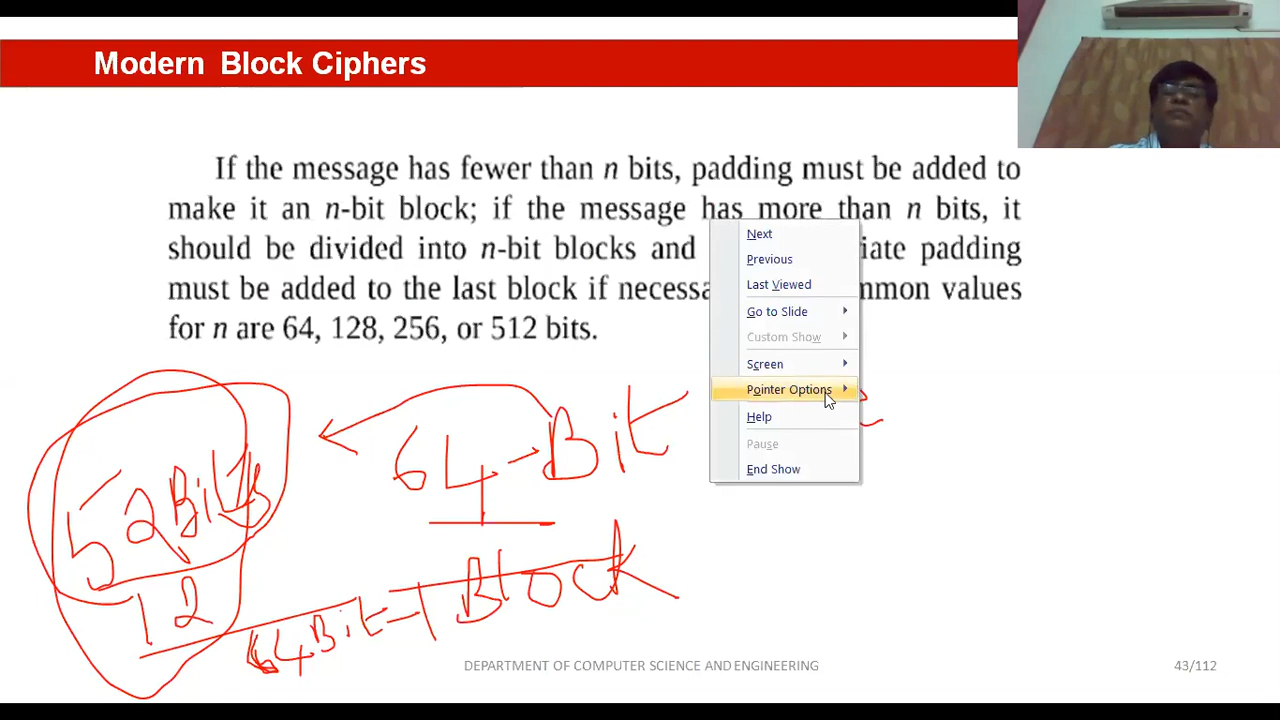 Modern Block Ciphers
If the message has fewer than n bits, padding must be added to
make it an n-bit block; if the message has more than n bits, it
should be divided into n-bit blocks and iate padding
must be added to the last block if necessa mmon values
for n are 64, 128, 256, or 512 bits.
Next
Previous
Last Viewed
Go to Slide
Custom Show
Screen
Pointer Options
Help
Pause
End Show
64-Bit
52Bits
12
64Bit=1 Block
DEPARTMENT OF COMPUTER SCIENCE AND ENGINEERING
43/112